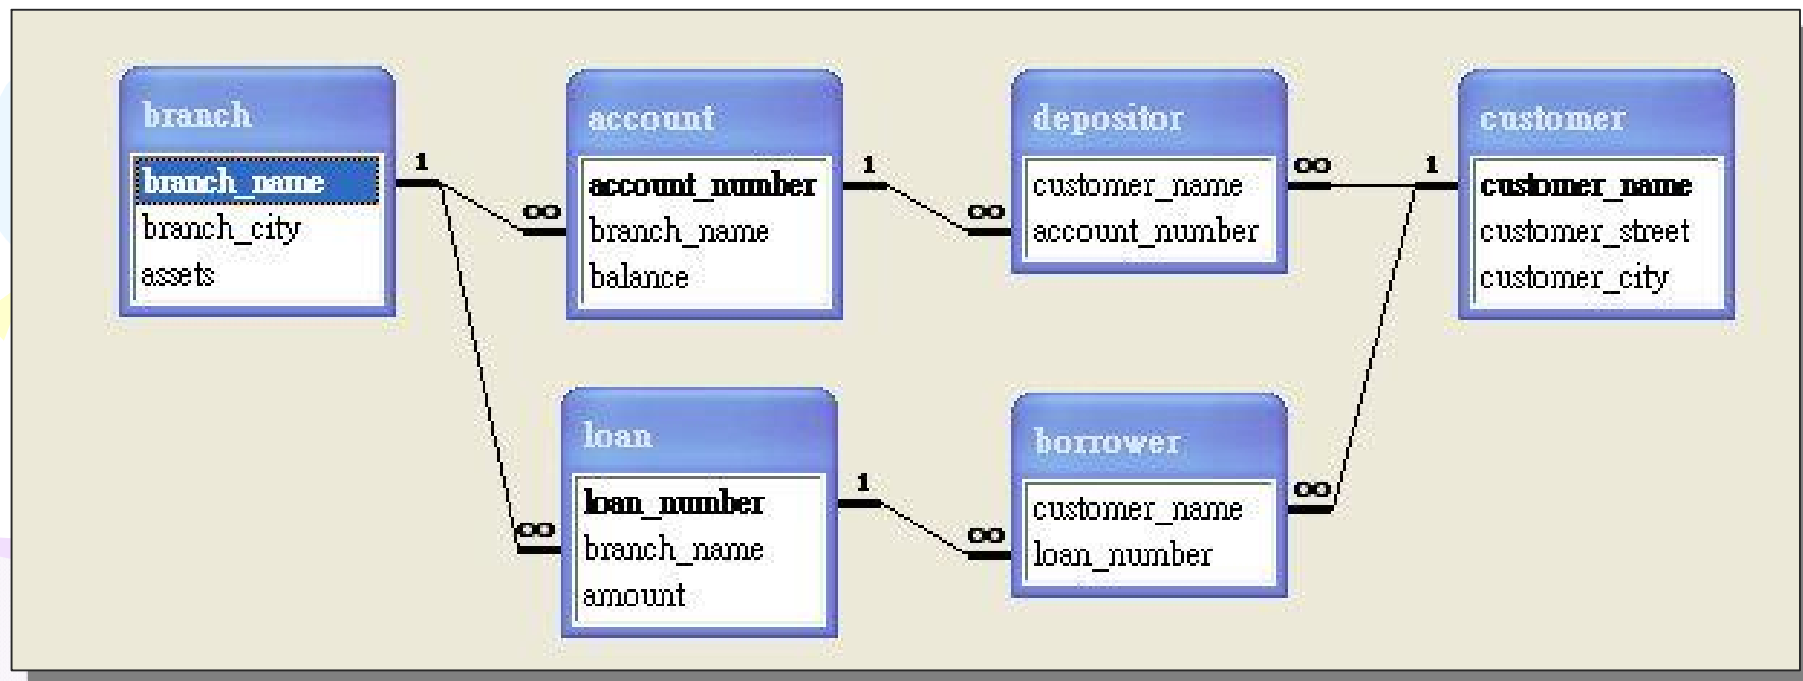 branch
branch_name
branch_city
assets
1
∞
account
account_number
branch_name
balance
1
∞
depositor
customer_name
account_number
∞
1
customer
customer_name
customer_street
customer_city
∞
loan
loan_number
branch_name
amount
1
∞
borrower
customer_name
loan_number
∞